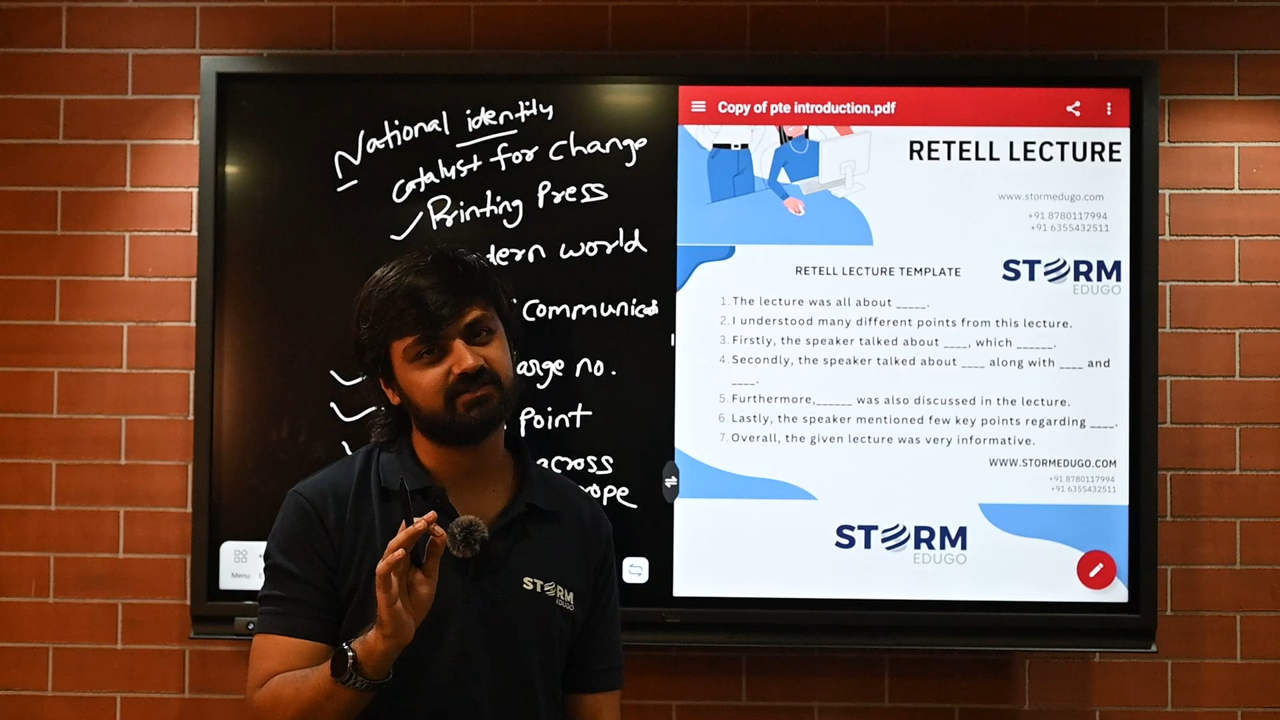 National identity
catalyst for change
Printing Press
dern world
arge no.
Point
across
rope
Menu
Copy of pte introduction.pdf
RETELL LECTURE
www.stormedugo.com
+91 8780117994
+91 6355432511
STORM
EDUGO
RETELL LECTURE TEMPLATE
1. The lecture was all about _____.
2. I understood many different points from this lecture.
3. Firstly, the speaker talked about ____, which ______.
4. Secondly, the speaker talked about ____ along with ____ and
____.
5. Furthermore,______ was also discussed in the lecture.
6. Lastly, the speaker mentioned few key points regarding ____.
7. Overall, the given lecture was very informative.
WWW.STORMEDUGO.COM
+91 8780117994
+91 6355432511
STORM
EDUGO
STORM
EDUGO